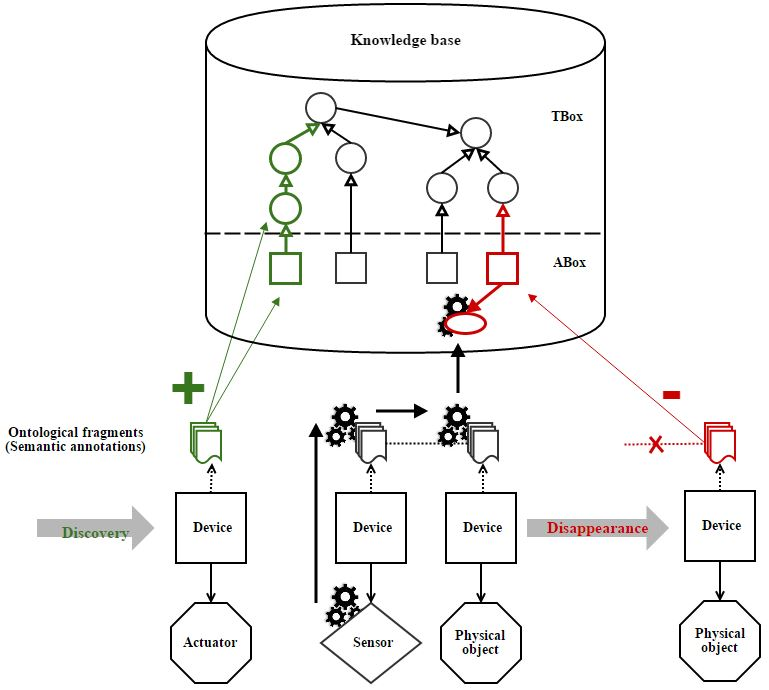 Knowledge base
TBox
ABox
+
-
Ontological fragments
(Semantic annotations)
Discovery
Device
Device
Device
Disappearance
Device
Actuator
Sensor
Physical
object
Physical
object